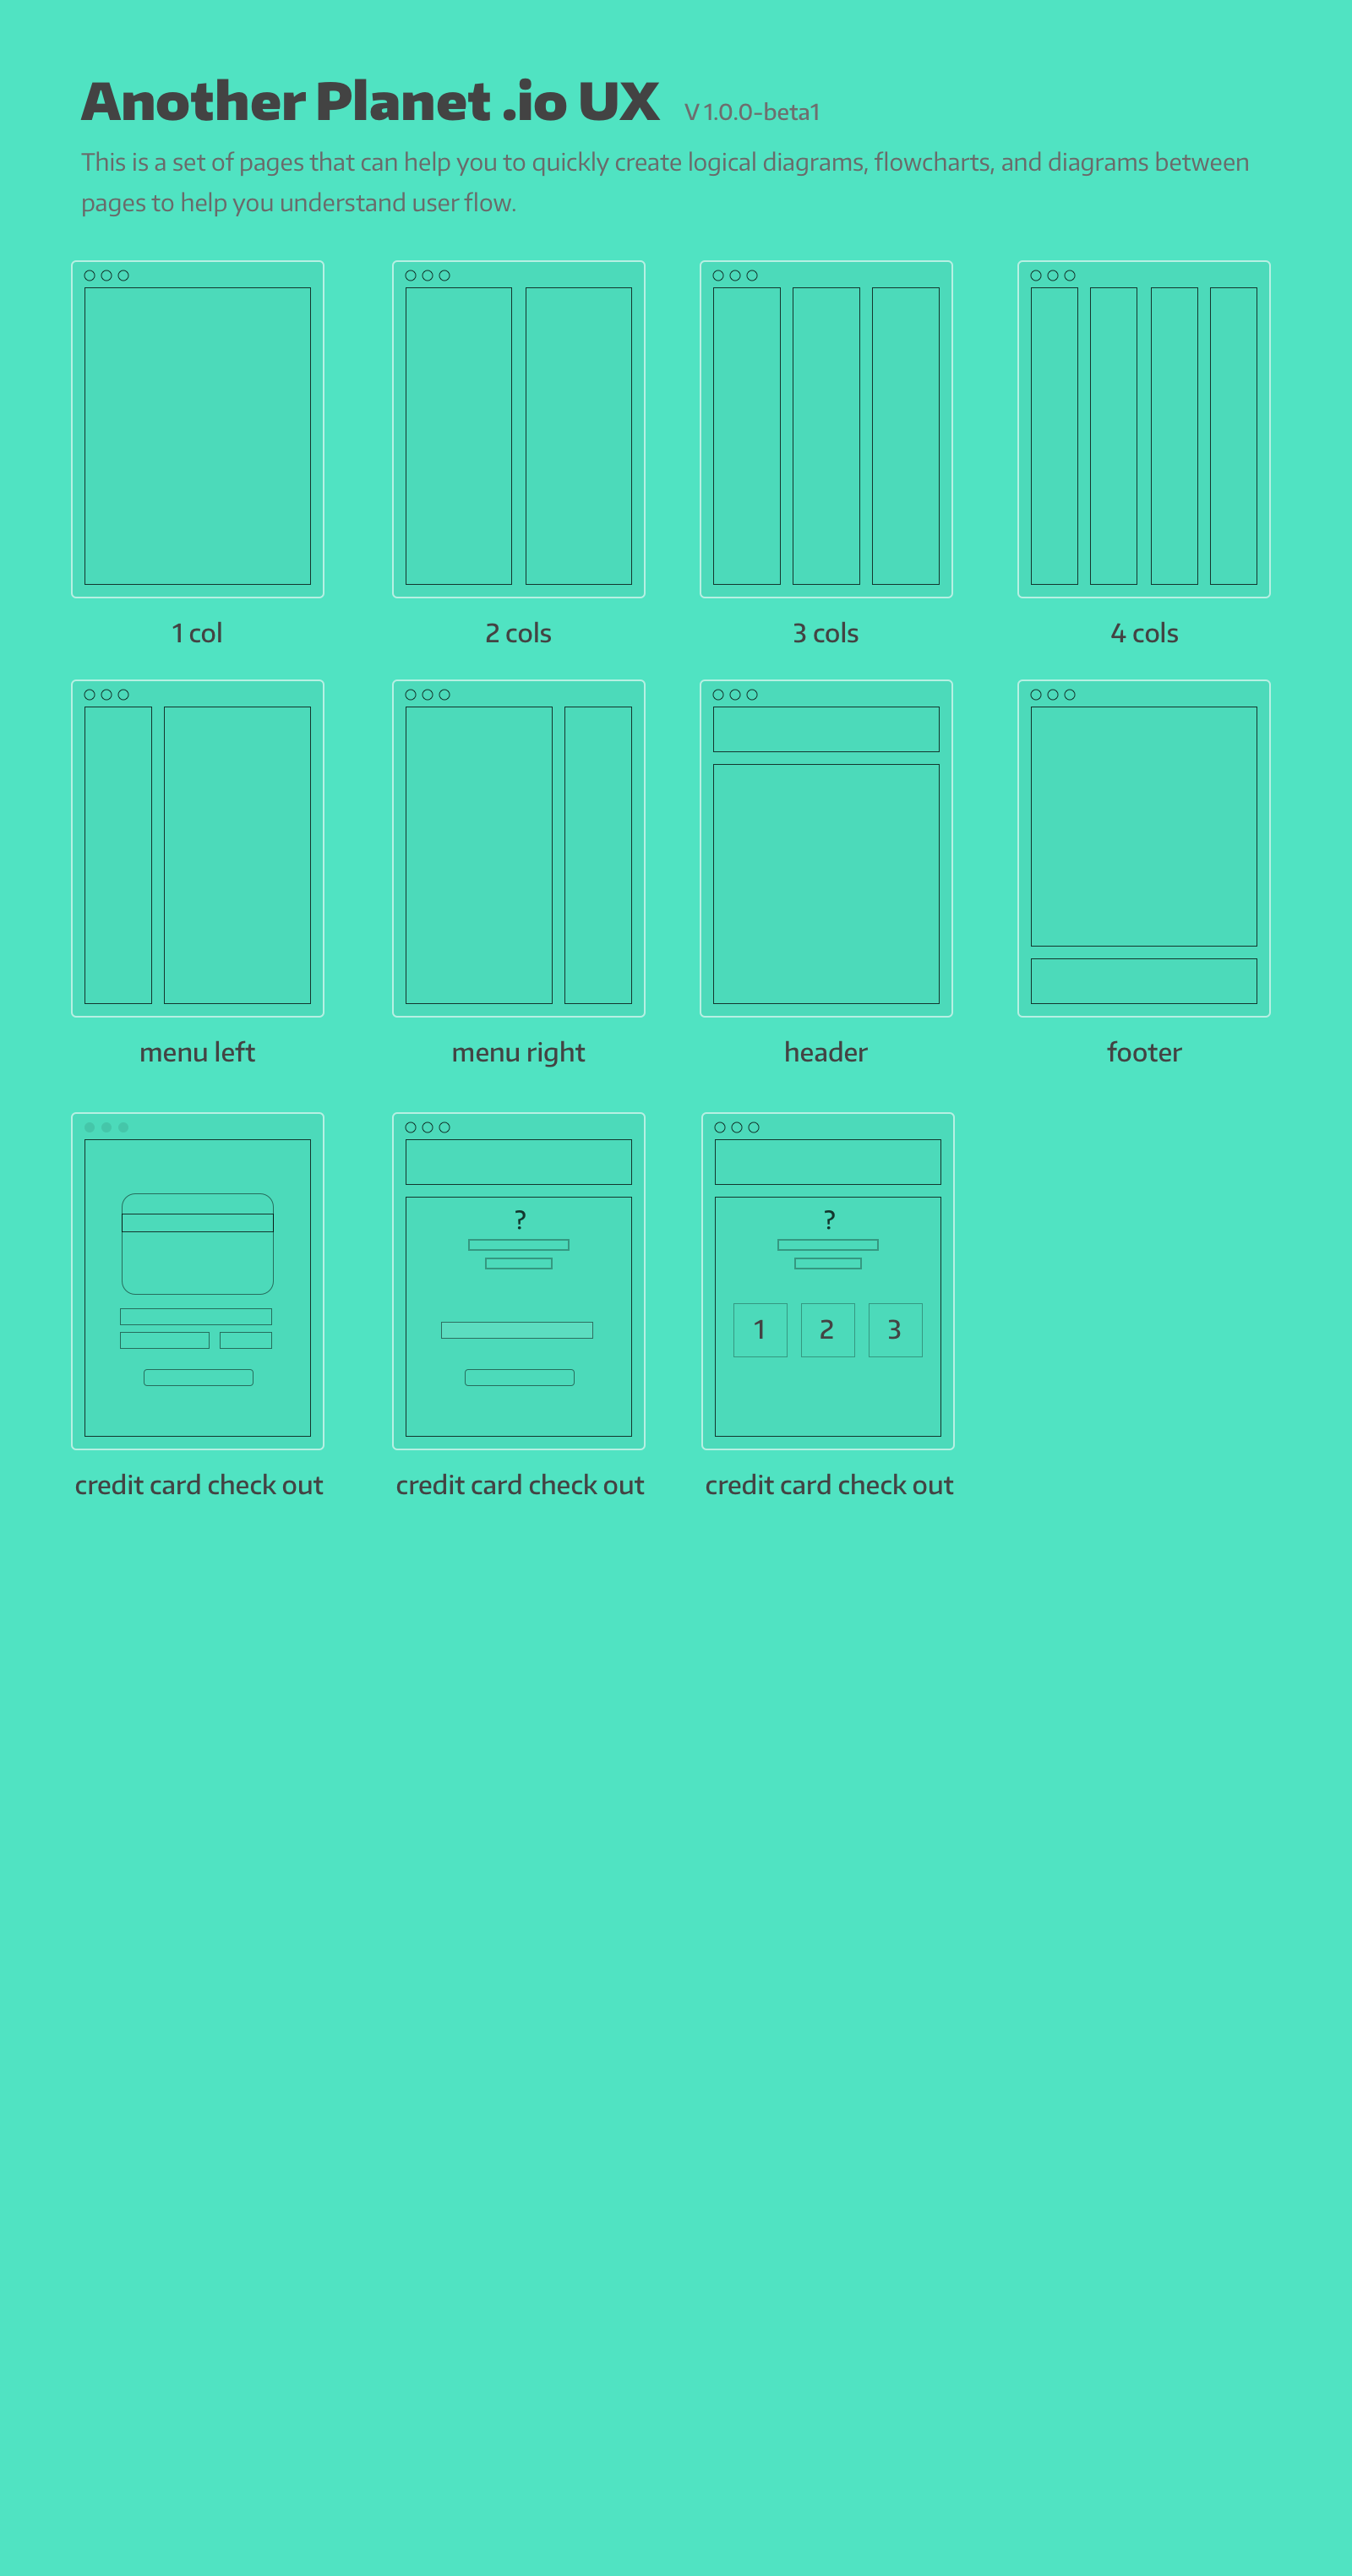 Another Planet .io UX V 1.0.0-beta1
This is a set of pages that can help you to quickly create logical diagrams, flowcharts, and diagrams between
pages to help you understand user flow.
1 col
2 cols
3 cols
4 cols
menu left
menu right
header
footer
?
?
1 2 3
credit card check out
credit card check out
credit card check out